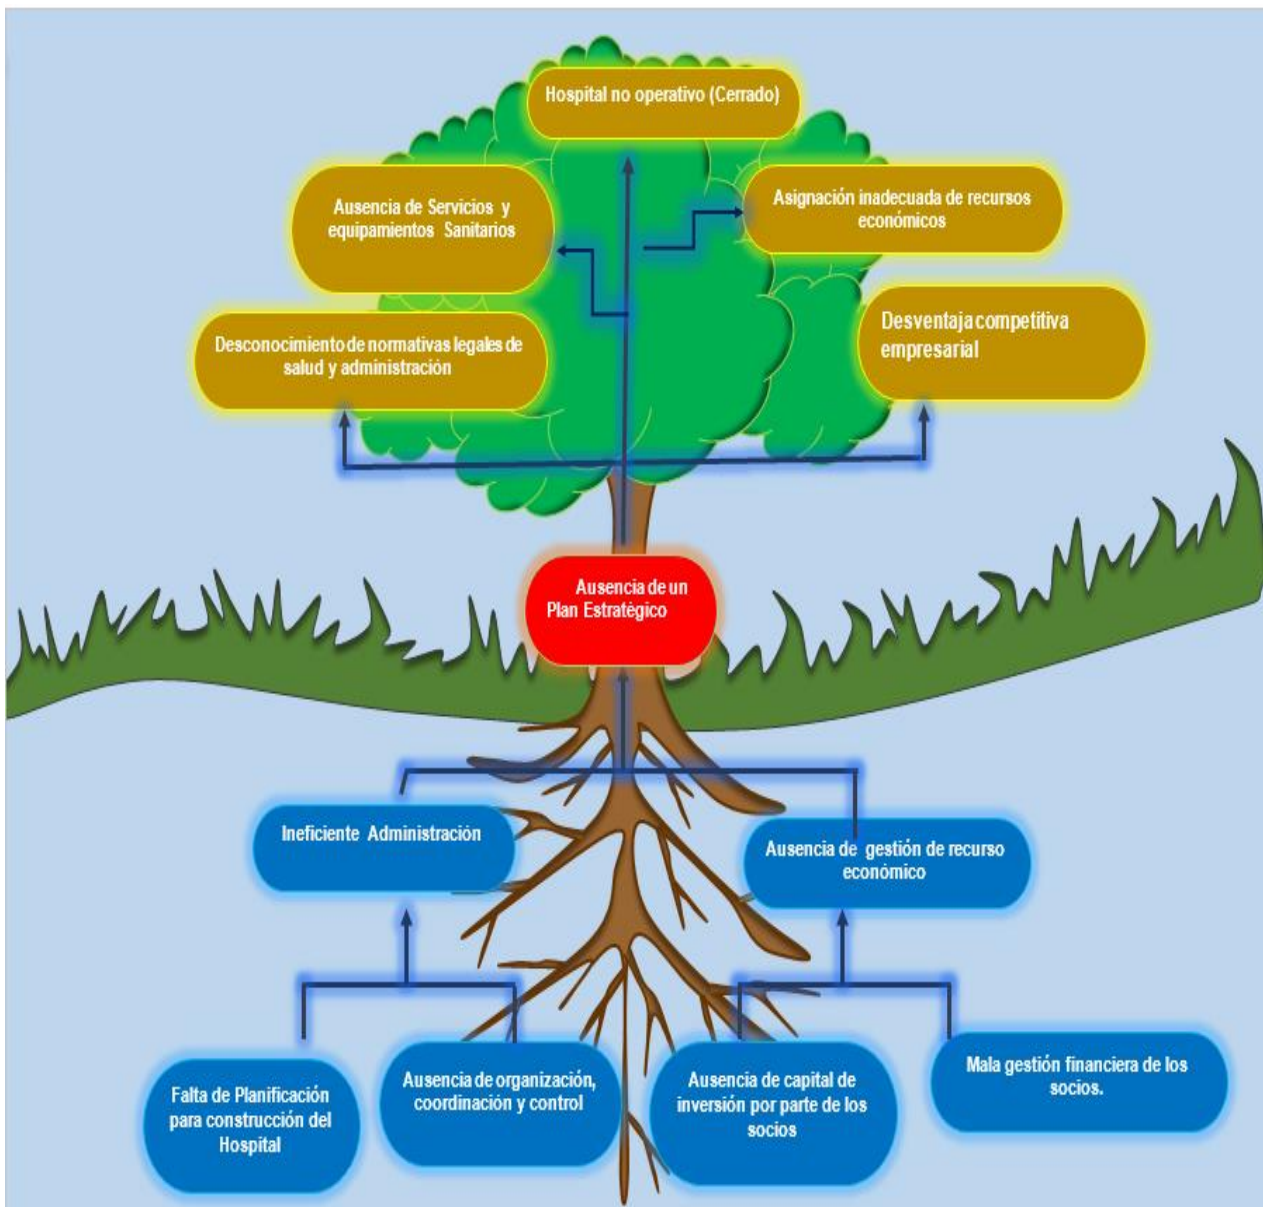 Hospital no operativo (Cerrado)
Ausencia de Servicios y
equipamientos Sanitarios
Asignación inadecuada de recursos
económicos
Desconocimiento de normativas legales de
salud y administración
Desventaja competitiva
empresarial
Ausencia de un
Plan Estratègico
Ineficiente Administración
Ausencia de gestión de recurso
económico
Falta de Planificación
para construcción del
Hospital
Ausencia de organización,
coordinación y control
Ausencia de capital de
inversión por parte de los
socios
Mala gestión financiera de los
socios.